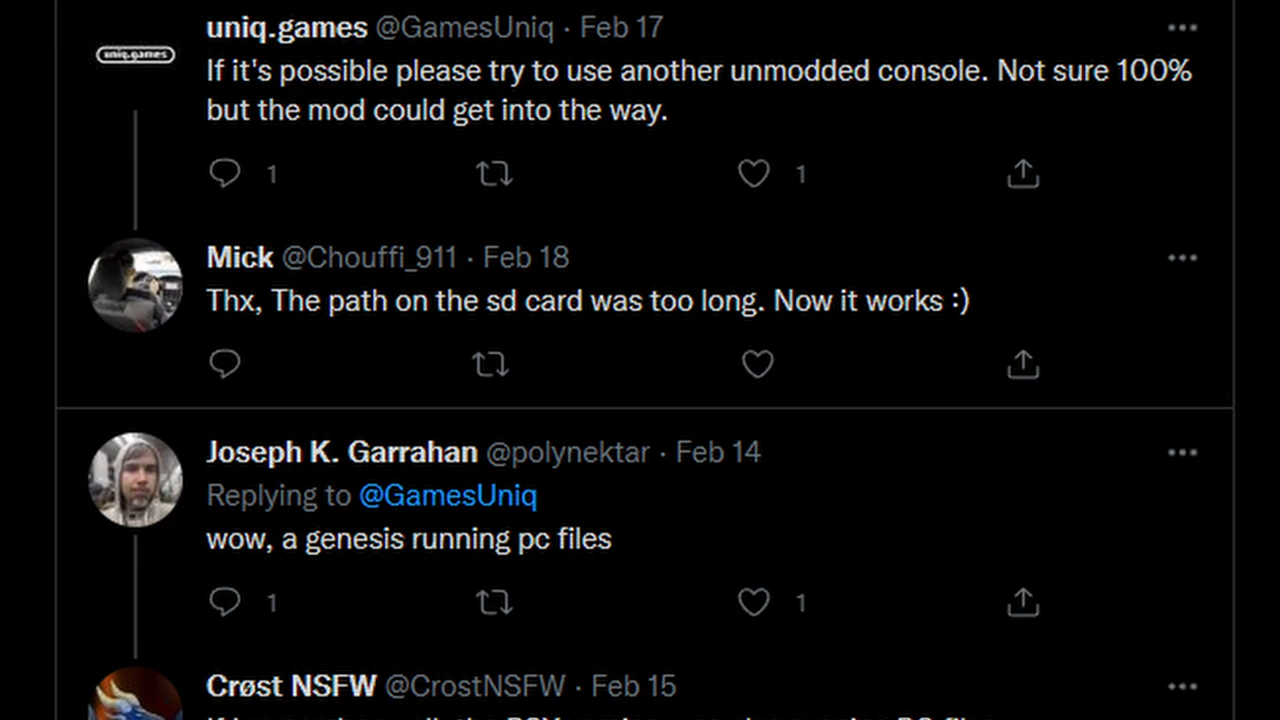 uniq.games @GamesUniq · Feb 17
uniq.games
If it's possible please try to use another unmodded console. Not sure 100%
but the mod could get into the way.
1 1
Mick @Chouffi_911 · Feb 18
Thx, The path on the sd card was too long. Now it works :)
Joseph K. Garrahan @polynektar · Feb 14
Replying to @GamesUniq
wow, a genesis running pc files
1 1
Crøst NSFW @CrostNSFW · Feb 15